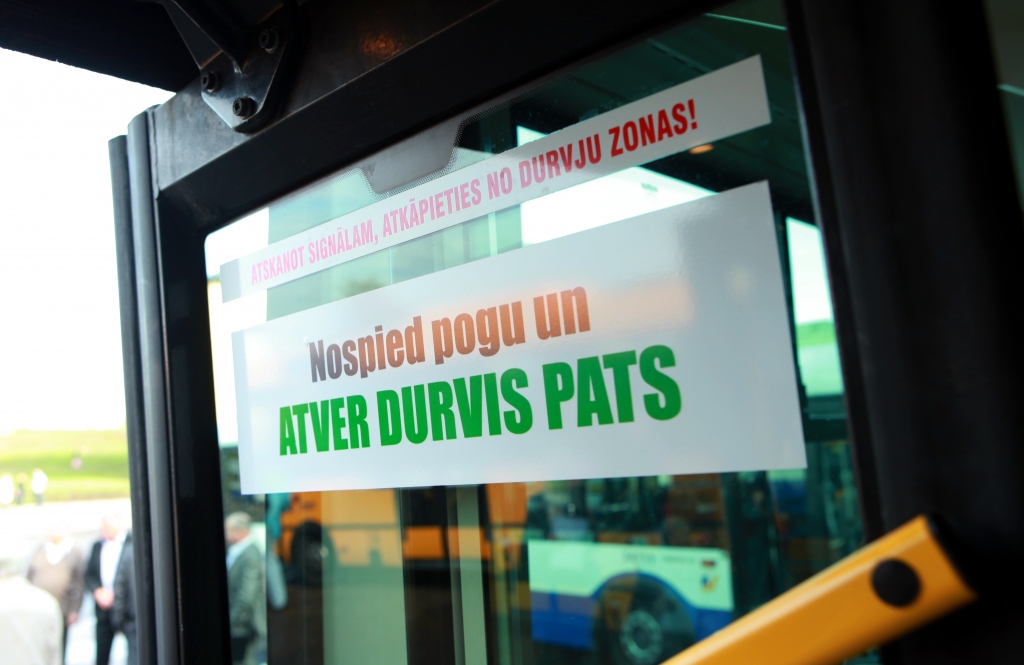 ATSKANOT SIGNĀLAM, ATKĀPIETIES NO DURVJU ZONAS!
Nospied pogu un
ATVER DURVIS PATS